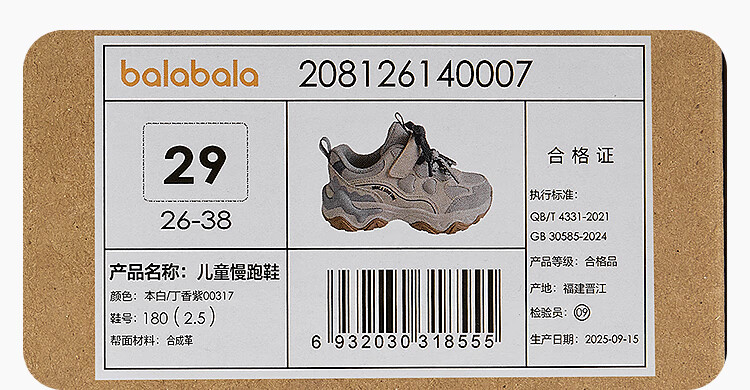 balabala 208126140007
29
26-38
合格证
执行标准：
QB/T 4331-2021
GB 30585-2024
产品等级：合格品
产地：福建晋江
检验员：09
生产日期：2025-09-15
产品名称：儿童慢跑鞋
颜色：本白/丁香紫00317
鞋号：180（2.5）
帮面材料：合成革
6 932030 318555